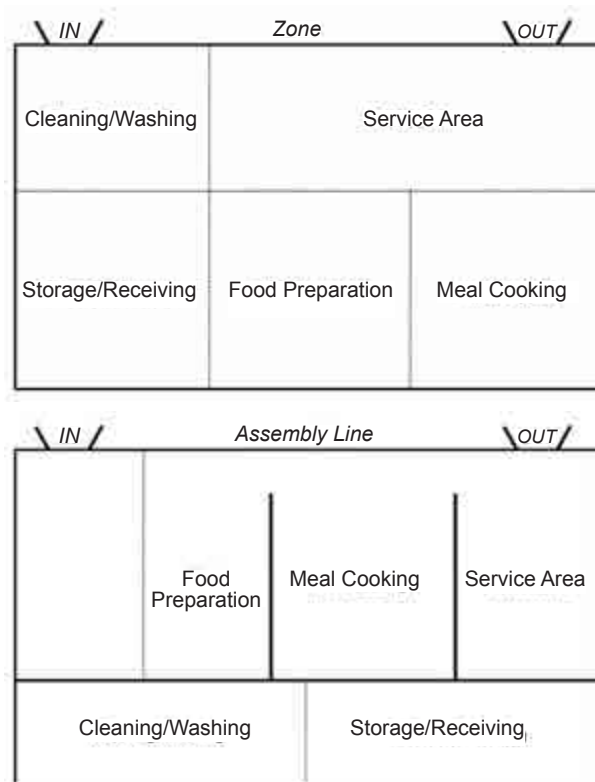 IN Zone OUT
Cleaning/Washing Service Area
Storage/Receiving Food Preparation Meal Cooking
IN Assembly Line OUT
Food
Preparation Meal Cooking Service Area
Cleaning/Washing Storage/Receiving